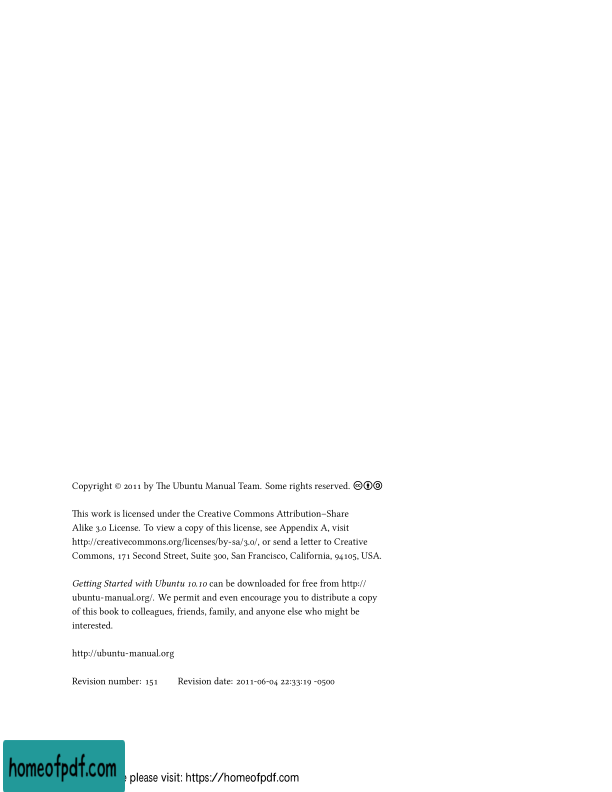 Copyright © 2011 by The Ubuntu Manual Team. Some rights reserved.
This work is licensed under the Creative Commons Attribution–Share
Alike 3.0 License. To view a copy of this license, see Appendix A, visit
http://creativecommons.org/licenses/by-sa/3.0/, or send a letter to Creative
Commons, 171 Second Street, Suite 300, San Francisco, California, 94105, USA.
Getting Started with Ubuntu 10.10 can be downloaded for free from http://
ubuntu-manual.org/. We permit and even encourage you to distribute a copy
of this book to colleagues, friends, family, and anyone else who might be
interested.
http://ubuntu-manual.org
Revision number: 151 Revision date: 2011-06-04 22:33:19 -0500
homeofpdf.com
please visit: https://homeofpdf.com